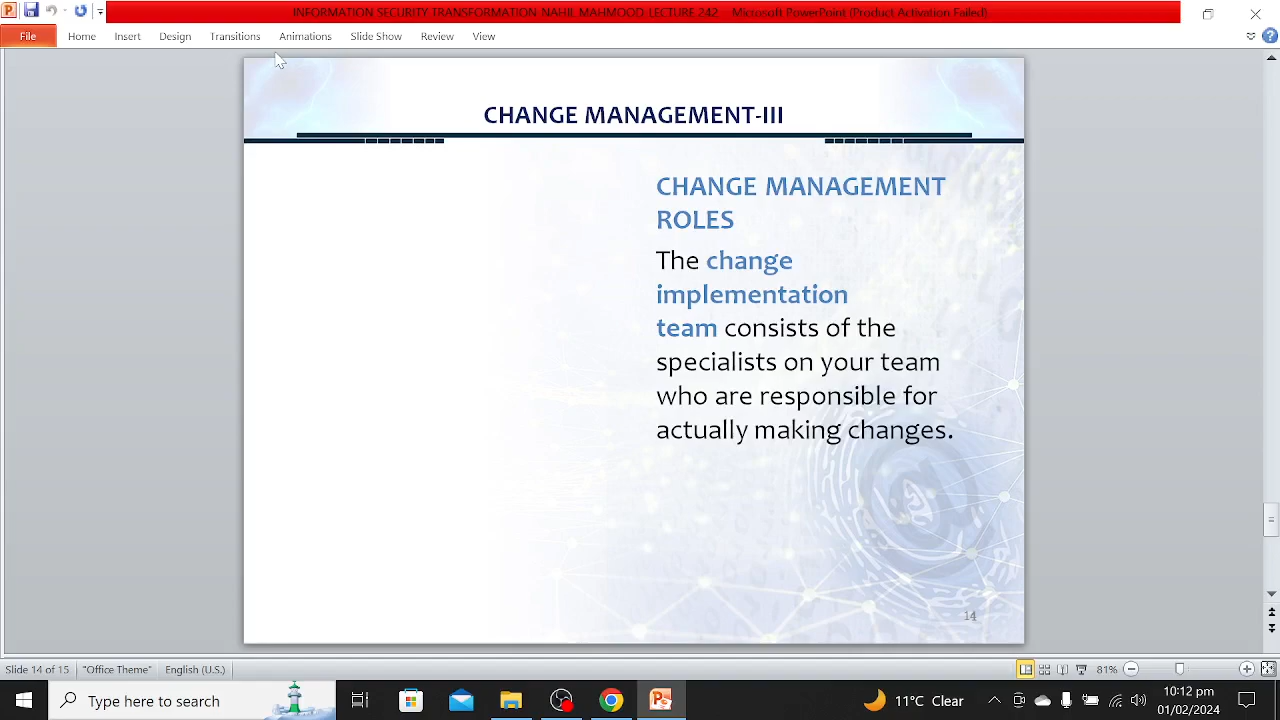 INFORMATION SECURITY TRANSFORMATION-NAHIL MAHMOOD-LECTURE 242 - Microsoft PowerPoint (Product Activation Failed)
File Home Insert Design Transitions Animations Slide Show Review View
CHANGE MANAGEMENT-III
CHANGE MANAGEMENT
ROLES
The change
implementation
team consists of the
specialists on your team
who are responsible for
actually making changes.
14
Slide 14 of 15 "Office Theme" English (U.S.) 81%
Type here to search 11°C Clear 10:12 pm
01/02/2024